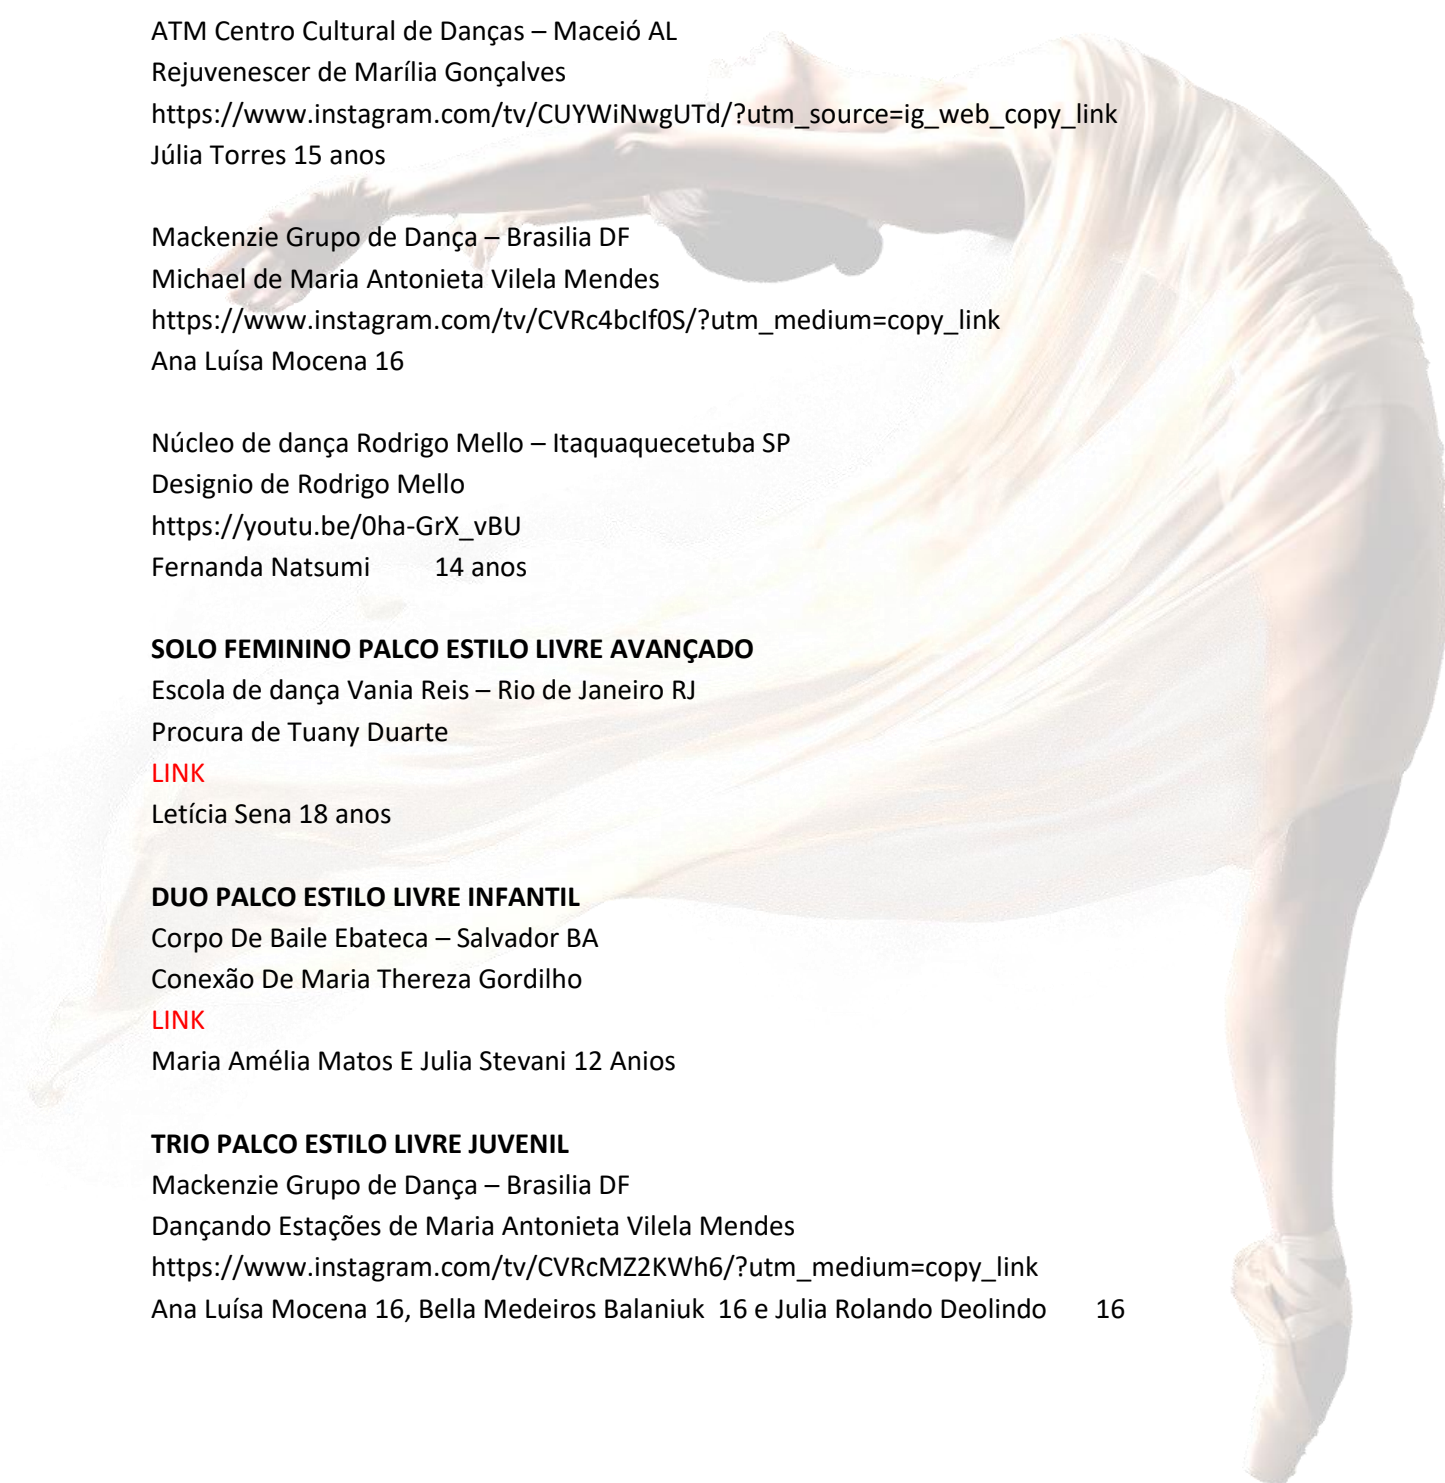 ATM Centro Cultural de Danças – Maceió AL
Rejuvenescer de Marília Gonçalves
https://www.instagram.com/tv/CUYWiNwgUTd/?utm_source=ig_web_copy_link
Júlia Torres 15 anos
Mackenzie Grupo de Dança – Brasilia DF
Michael de Maria Antonieta Vilela Mendes
https://www.instagram.com/tv/CVRc4bcIf0S/?utm_medium=copy_link
Ana Luísa Mocena 16
Núcleo de dança Rodrigo Mello – Itaquaquecetuba SP
Designio de Rodrigo Mello
https://youtu.be/0ha-GrX_vBU
Fernanda Natsumi 14 anos
SOLO FEMININO PALCO ESTILO LIVRE AVANÇADO
Escola de dança Vania Reis – Rio de Janeiro RJ
Procura de Tuany Duarte
LINK
Letícia Sena 18 anos
DUO PALCO ESTILO LIVRE INFANTIL
Corpo De Baile Ebateca – Salvador BA
Conexão De Maria Thereza Gordilho
LINK
Maria Amélia Matos E Julia Stevani 12 Anios
TRIO PALCO ESTILO LIVRE JUVENIL
Mackenzie Grupo de Dança – Brasilia DF
Dançando Estações de Maria Antonieta Vilela Mendes
https://www.instagram.com/tv/CVRcMZ2KWh6/?utm_medium=copy_link
Ana Luísa Mocena 16, Bella Medeiros Balaniuk 16 e Julia Rolando Deolindo 16